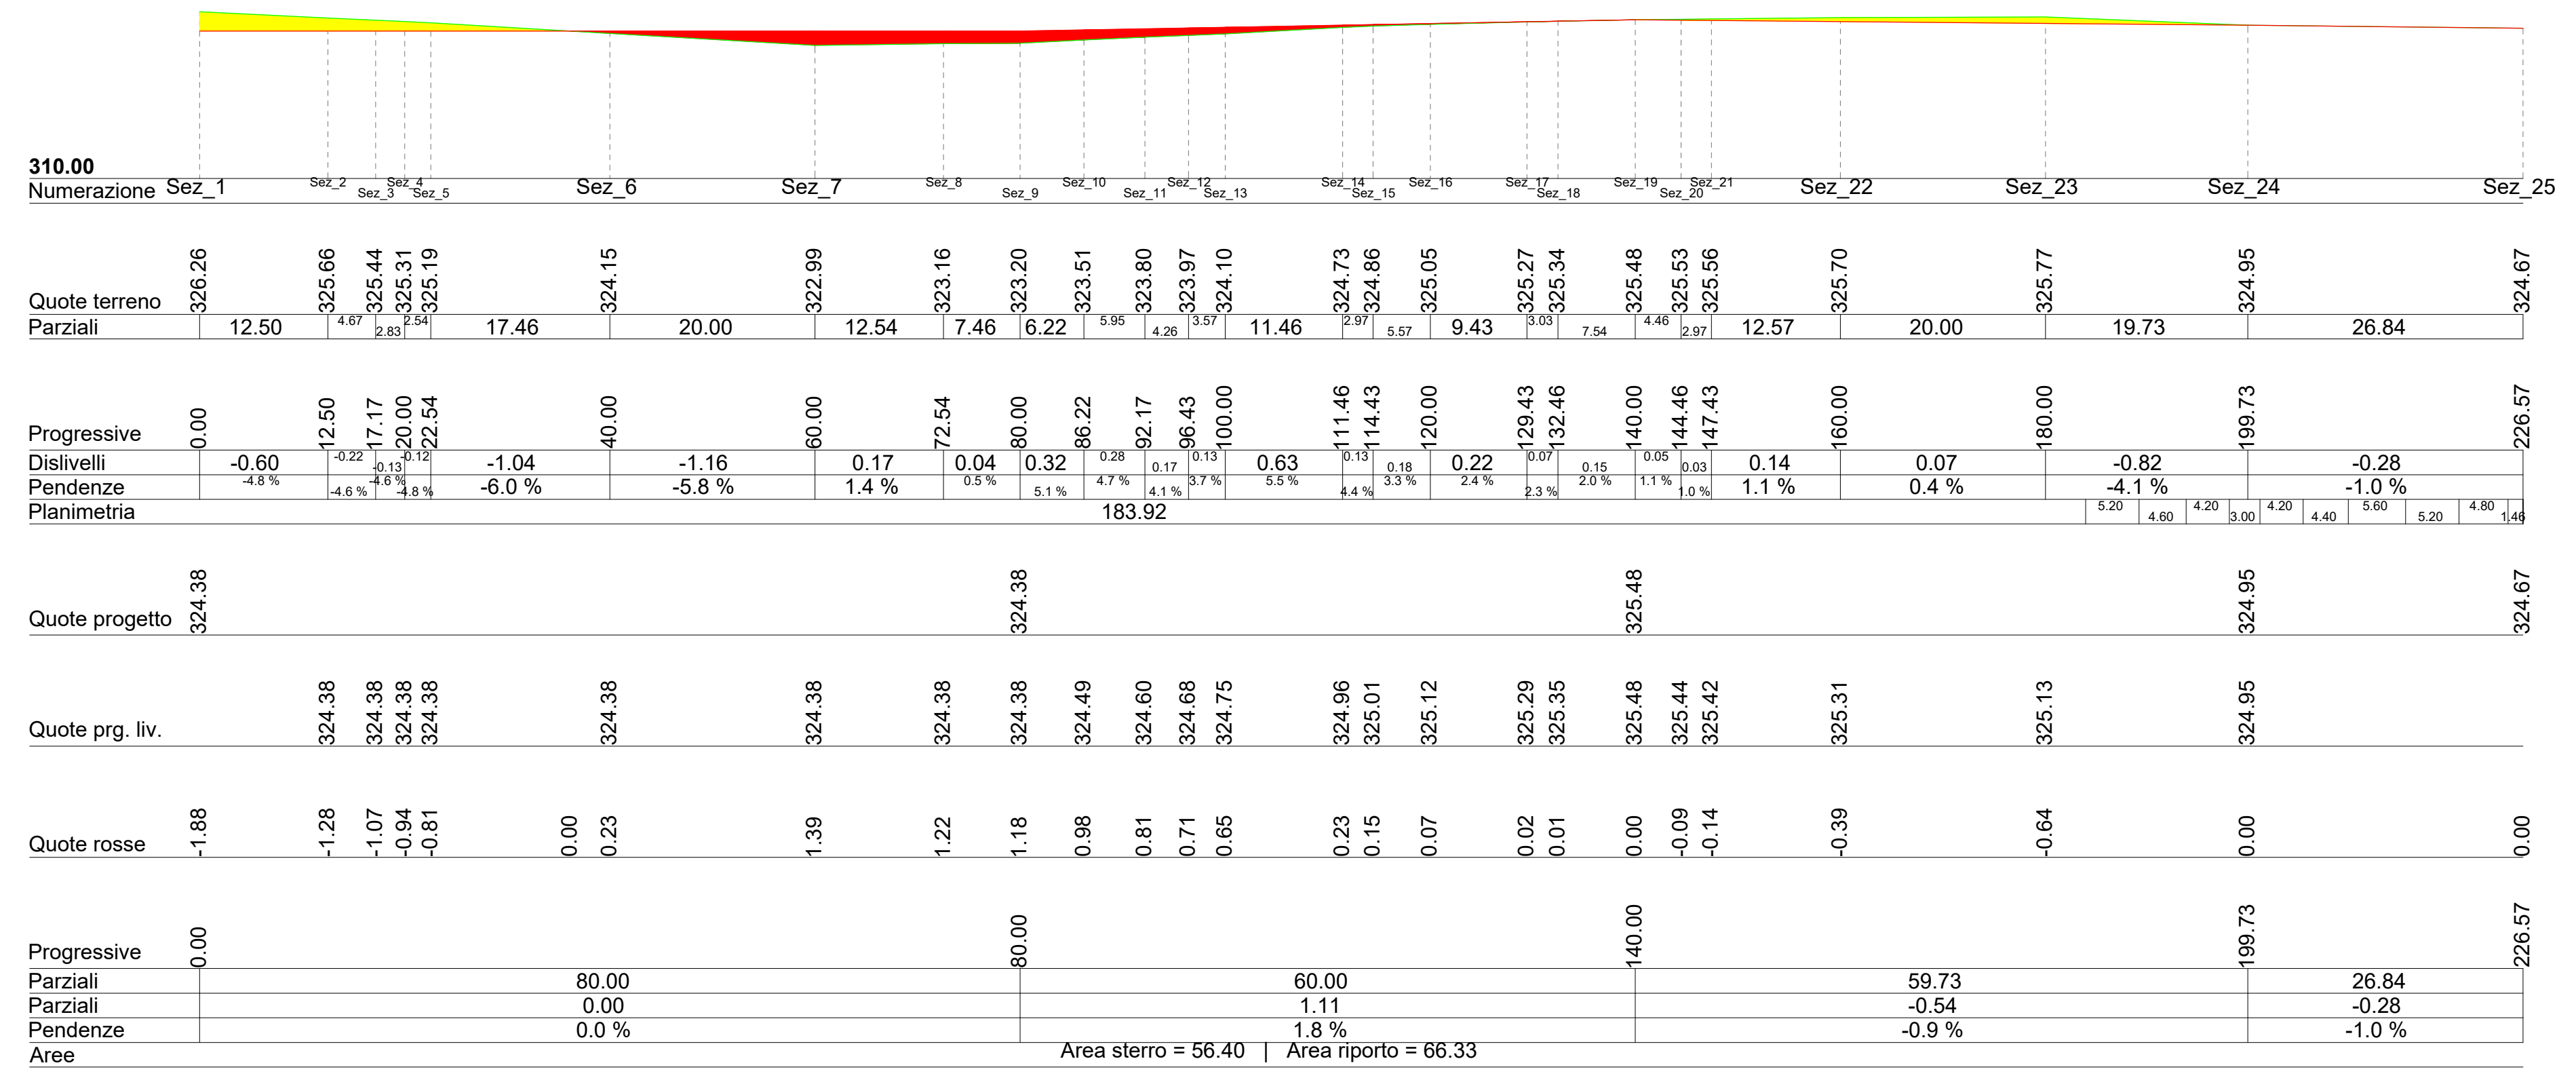 310.00
Numerazione Sez_1 Sez_2 Sez_3 Sez_4 Sez_5 Sez_6 Sez_7 Sez_8 Sez_9 Sez_10 Sez_11 Sez_12 Sez_13 Sez_14 Sez_15 Sez_16 Sez_17 Sez_18 Sez_19 Sez_20 Sez_21 Sez_22 Sez_23 Sez_24 Sez_25
Quote terreno 326.26 325.66 325.44 325.31 325.19 324.15 322.99 323.16 323.20 323.51 323.80 323.97 324.10 324.73 324.86 325.05 325.27 325.34 325.48 325.53 325.56 325.70 325.77 324.95 324.67
Parziali 12.50 4.67 2.83 2.54 17.46 20.00 12.54 7.46 6.22 5.95 4.26 3.57 11.46 2.97 5.57 9.43 3.03 7.54 4.46 2.97 12.57 20.00 19.73 26.84
Progressive 0.00 12.50 17.17 20.00 22.54 40.00 60.00 72.54 80.00 86.22 92.17 96.43 100.00 111.46 114.43 120.00 129.43 132.46 140.00 144.46 147.43 160.00 180.00 199.73 226.57
Dislivelli -0.60 -0.22 -0.13 -0.12 -1.04 -1.16 0.17 0.04 0.32 0.28 0.17 0.13 0.63 0.13 0.18 0.22 0.07 0.15 0.05 0.03 0.14 0.07 -0.82 -0.28
Pendenze -4.8 % -4.6 % -4.6 % -4.8 % -6.0 % -5.8 % 1.4 % 0.5 % 5.1 % 4.7 % 4.1 % 3.7 % 5.5 % 4.4 % 3.3 % 2.4 % 2.3 % 2.0 % 1.1 % 1.0 % 1.1 % 0.4 % -4.1 % -1.0 %
Planimetria 183.92 5.20 4.60 4.20 3.00 4.20 4.40 5.60 5.20 4.80 1.46
Quote progetto 324.38 324.38 325.48 324.95 324.67
Quote prg. liv. 324.38 324.38 324.38 324.38 324.38 324.38 324.38 324.38 324.49 324.60 324.68 324.75 324.96 325.01 325.12 325.29 325.35 325.48 325.44 325.42 325.31 325.13 324.95
Quote rosse -1.88 -1.28 -1.07 -0.94 -0.81 0.00 0.23 1.39 1.22 1.18 0.98 0.81 0.71 0.65 0.23 0.15 0.07 0.02 0.01 0.00 -0.09 -0.14 -0.39 -0.64 0.00 0.00
Progressive 0.00 80.00 140.00 199.73 226.57
Parziali 80.00 60.00 59.73 26.84
Parziali 0.00 1.11 -0.54 -0.28
Pendenze 0.0 % 1.8 % -0.9 % -1.0 %
Aree Area sterro = 56.40 | Area riporto = 66.33